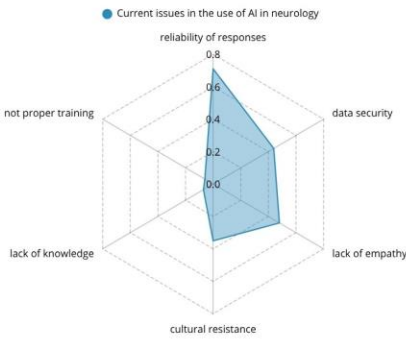 Current issues in the use of AI in neurology
reliability of responses
0.8
not proper training
0.6
data security
0.4
0.2
0.0
lack of knowledge
lack of empathy
cultural resistance